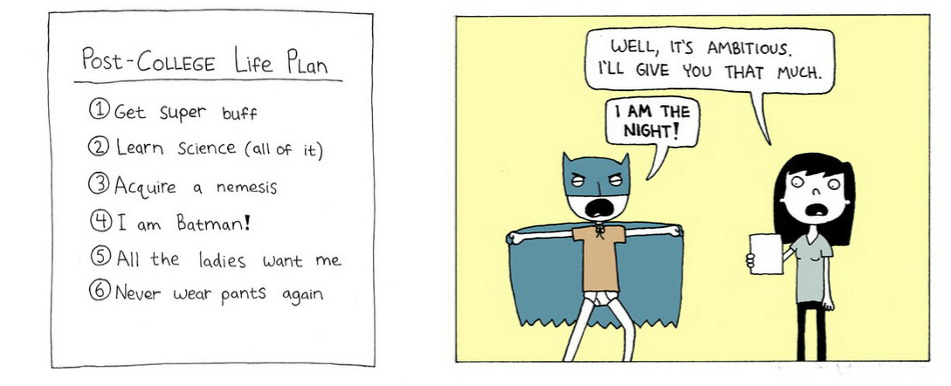 Post-College Life Plan
① Get super buff
② Learn Science (all of it)
③ Acquire a nemesis
④ I am Batman!
⑤ All the ladies want me
⑥ Never wear pants again
WELL, IT'S AMBITIOUS.
I'LL GIVE YOU THAT MUCH.
I AM THE
NIGHT!